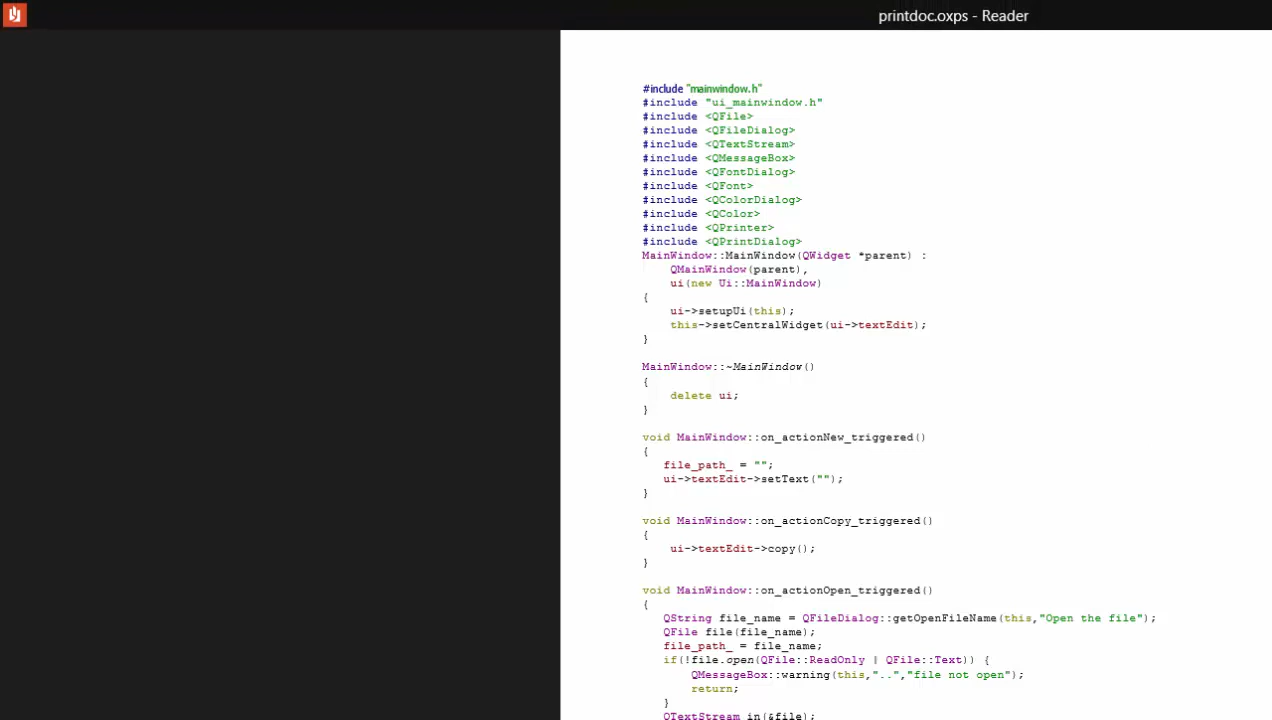 printdoc.oxps - Reader
#include "mainwindow.h"
#include "ui_mainwindow.h"
#include <QFile>
#include <QFileDialog>
#include <QTextStream>
#include <QMessageBox>
#include <QFontDialog>
#include <QFont>
#include <QColorDialog>
#include <QColor>
#include <QPrinter>
#include <QPrintDialog>
MainWindow::MainWindow(QWidget *parent) :
    QMainWindow(parent),
    ui(new Ui::MainWindow)
{
    ui->setupUi(this);
    this->setCentralWidget(ui->textEdit);
}
MainWindow::~MainWindow()
{
    delete ui;
}
void MainWindow::on_actionNew_triggered()
{
   file_path_ = "";
   ui->textEdit->setText("");
}
void MainWindow::on_actionCopy_triggered()
{
    ui->textEdit->copy();
}
void MainWindow::on_actionOpen_triggered()
{
   QString file_name = QFileDialog::getOpenFileName(this,"Open the file");
   QFile file(file_name);
   file_path_ = file_name;
   if(!file.open(QFile::ReadOnly | QFile::Text)) {
       QMessageBox::warning(this,"..","file not open");
       return;
   }
   QTextStream in(&file);